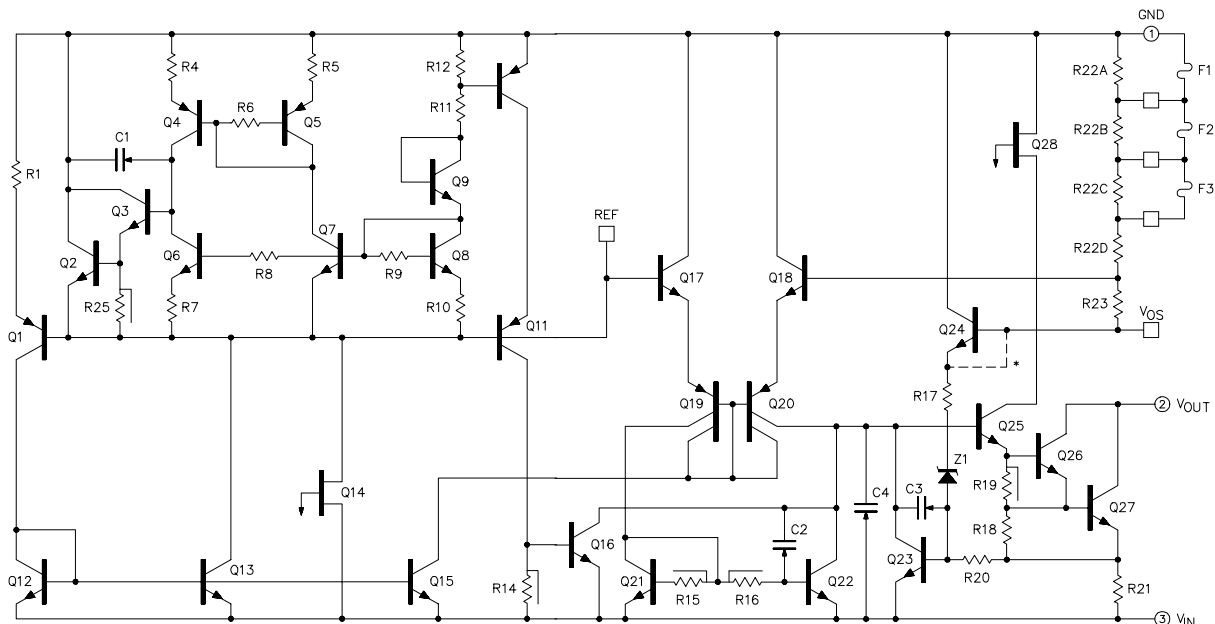 GND
1
R4
R5
R12
R22A
F1
R11
R6
Q4
Q5
C1
Q28
R22B
F2
R1
Q9
R22C
F3
Q3
REF
Q7
R22D
Q2
Q6
R8
R9
Q8
Q17
Q18
R23
R25
R7
R10
VOS
Q1
Q11
Q24
*
R17
Q19
Q20
2 VOUT
Q25
Q26
Z1
R19
Q14
C4
C3
Q27
Q16
C2
R18
Q12
Q13
Q15
R14
Q21
R15
R16
Q22
Q23
R20
R21
3 VIN